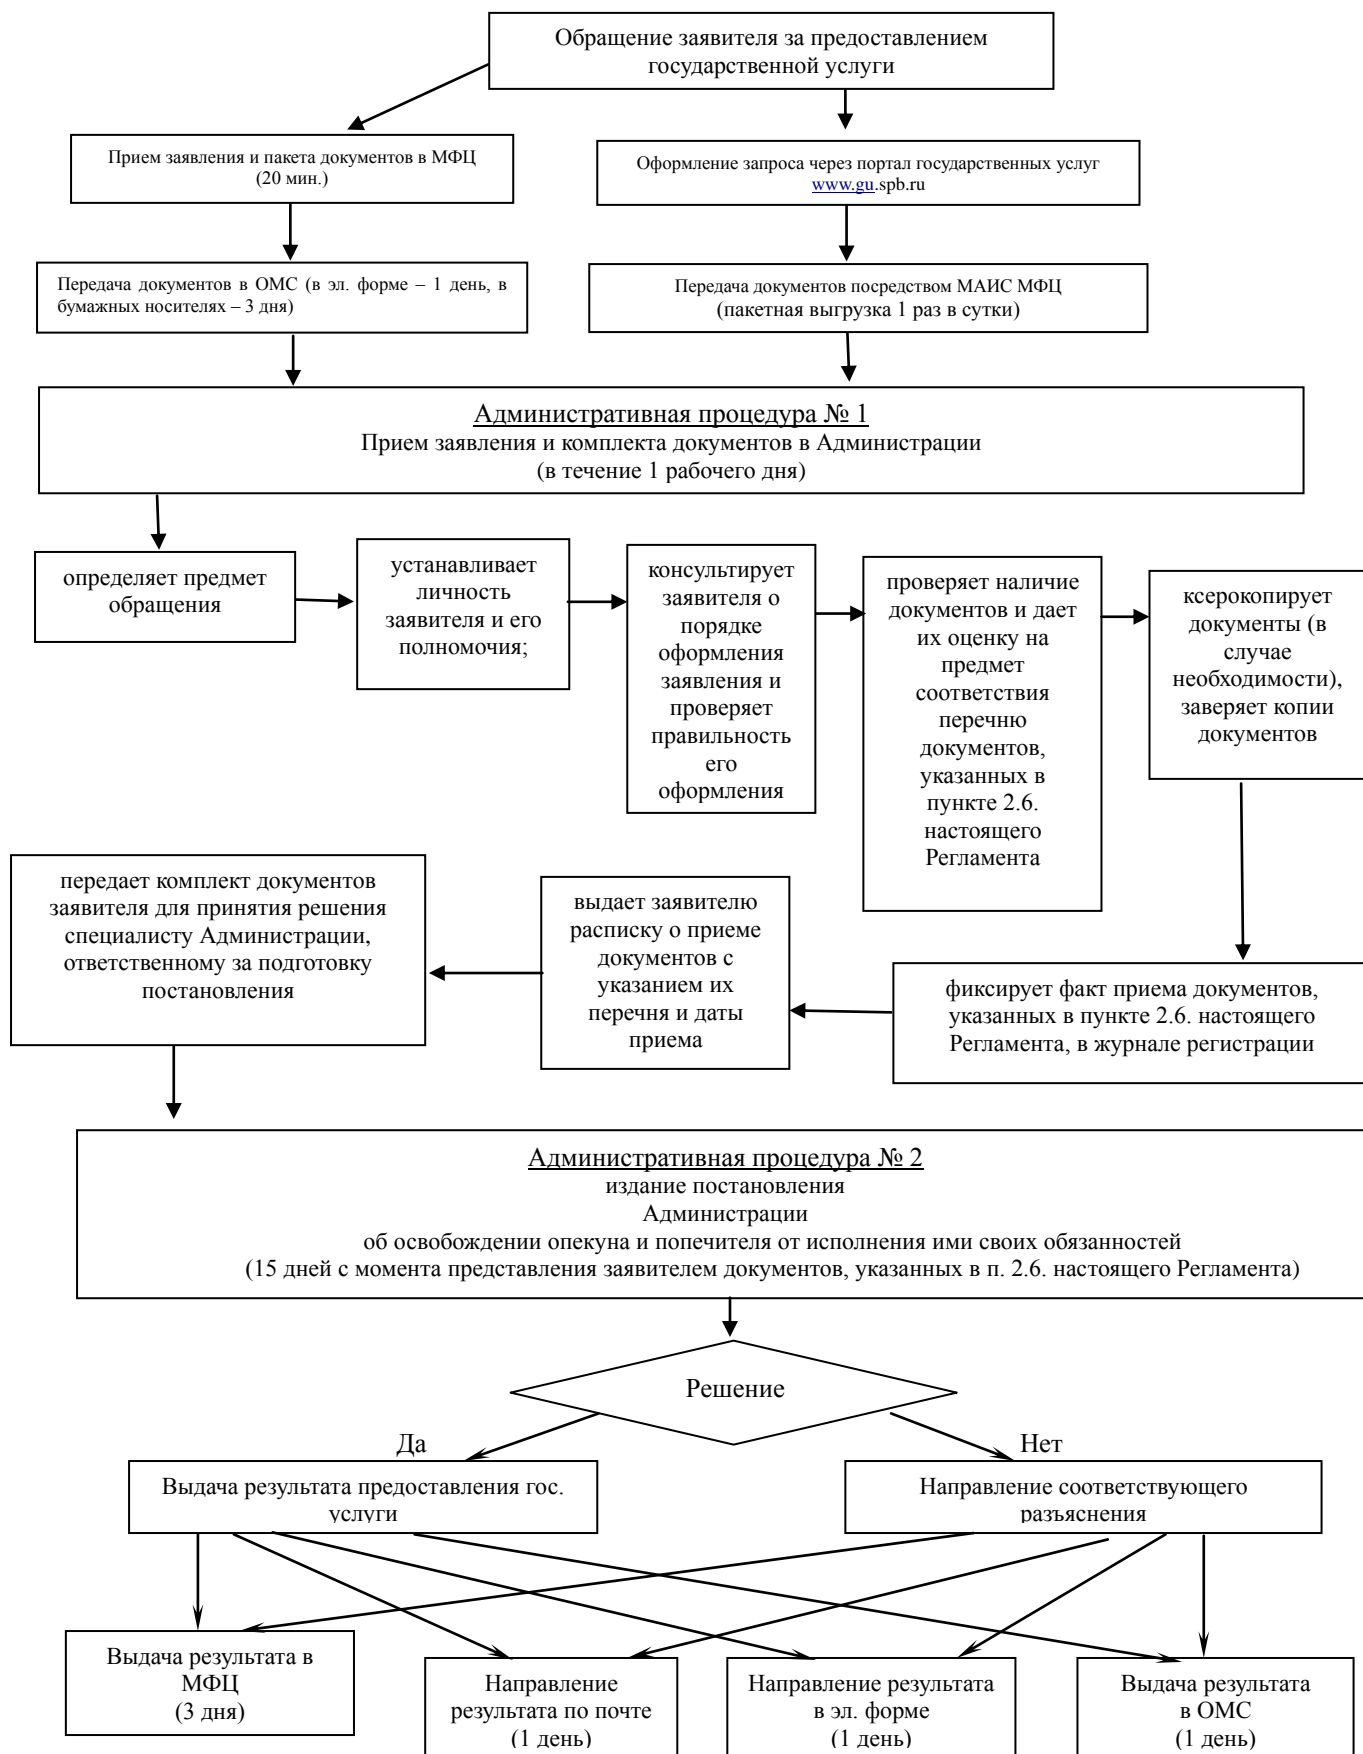 Обращение заявителя за предоставлением
государственной услуги
Прием заявления и пакета документов в МФЦ
(20 мин.)
Оформление запроса через портал государственных услуг
www.gu.spb.ru
Передача документов в ОМС (в эл. форме – 1 день, в
бумажных носителях – 3 дня)
Передача документов посредством МАИС МФЦ
(пакетная выгрузка 1 раз в сутки)
Административная процедура № 1
Прием заявления и комплекта документов в Администрации
(в течение 1 рабочего дня)
определяет предмет
обращения
устанавливает
личность
заявителя и его
полномочия;
консультирует
заявителя о
порядке
оформления
заявления и
проверяет
правильность
его
оформления
проверяет наличие
документов и дает
их оценку на
предмет
соответствия
перечню
документов,
указанных в
пункте 2.6.
настоящего
Регламента
ксерокопирует
документы (в
случае
необходимости),
заверяет копии
документов
фиксирует факт приема документов,
указанных в пункте 2.6. настоящего
Регламента, в журнале регистрации
выдает заявителю
расписку о приеме
документов с
указанием их
перечня и даты
приема
передает комплект документов
заявителя для принятия решения
специалисту Администрации,
ответственному за подготовку
постановления
Административная процедура № 2
издание постановления
Администрации
об освобождении опекуна и попечителя от исполнения ими своих обязанностей
(15 дней с момента представления заявителем документов, указанных в п. 2.6. настоящего Регламента)
Решение
Да
Нет
Выдача результата предоставления гос.
услуги
Направление соответствующего
разъяснения
Выдача результата в
МФЦ
(3 дня)
Направление
результата по почте
(1 день)
Направление результата
в эл. форме
(1 день)
Выдача результата
в ОМС
(1 день)